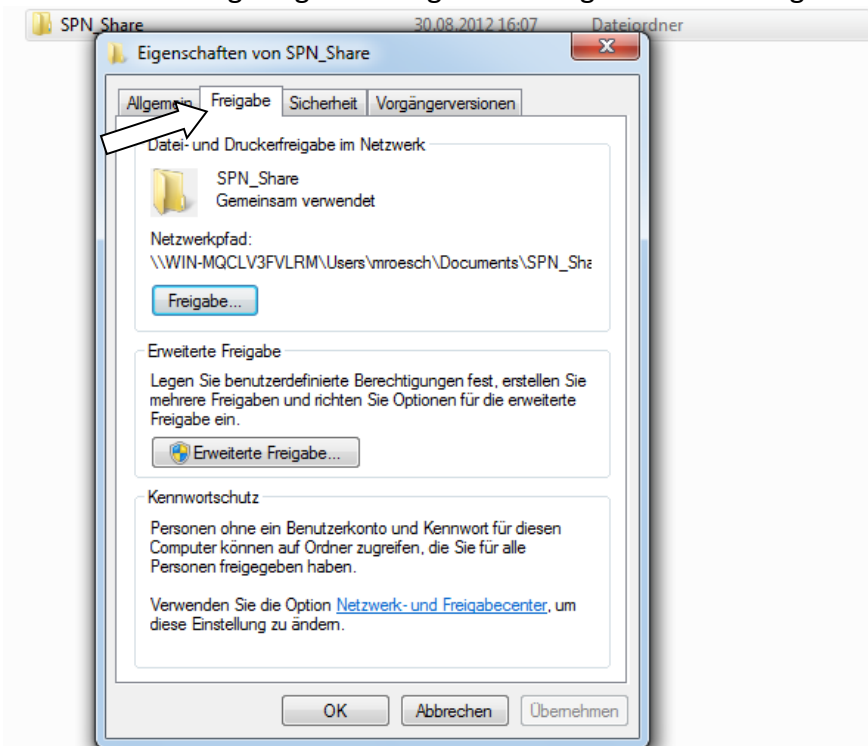 SPN_Share 30.08.2012 16:07 Dateiordner
Eigenschaften von SPN_Share
Allgemein Freigabe Sicherheit Vorgängerversionen
Datei- und Druckerfreigabe im Netzwerk
SPN_Share
Gemeinsam verwendet
Netzwerkpfad:
\\WIN-MQCLV3FVLRM\Users\mroesch\Documents\SPN_Sha
Freigabe...
Erweiterte Freigabe
Legen Sie benutzerdefinierte Berechtigungen fest, erstellen Sie
mehrere Freigaben und richten Sie Optionen für die erweiterte
Freigabe ein.
Erweiterte Freigabe...
Kennwortschutz
Personen ohne ein Benutzerkonto und Kennwort für diesen
Computer können auf Ordner zugreifen, die Sie für alle
Personen freigegeben haben.
Verwenden Sie die Option Netzwerk- und Freigabecenter, um
diese Einstellung zu ändern.
OK Abbrechen Übernehmen